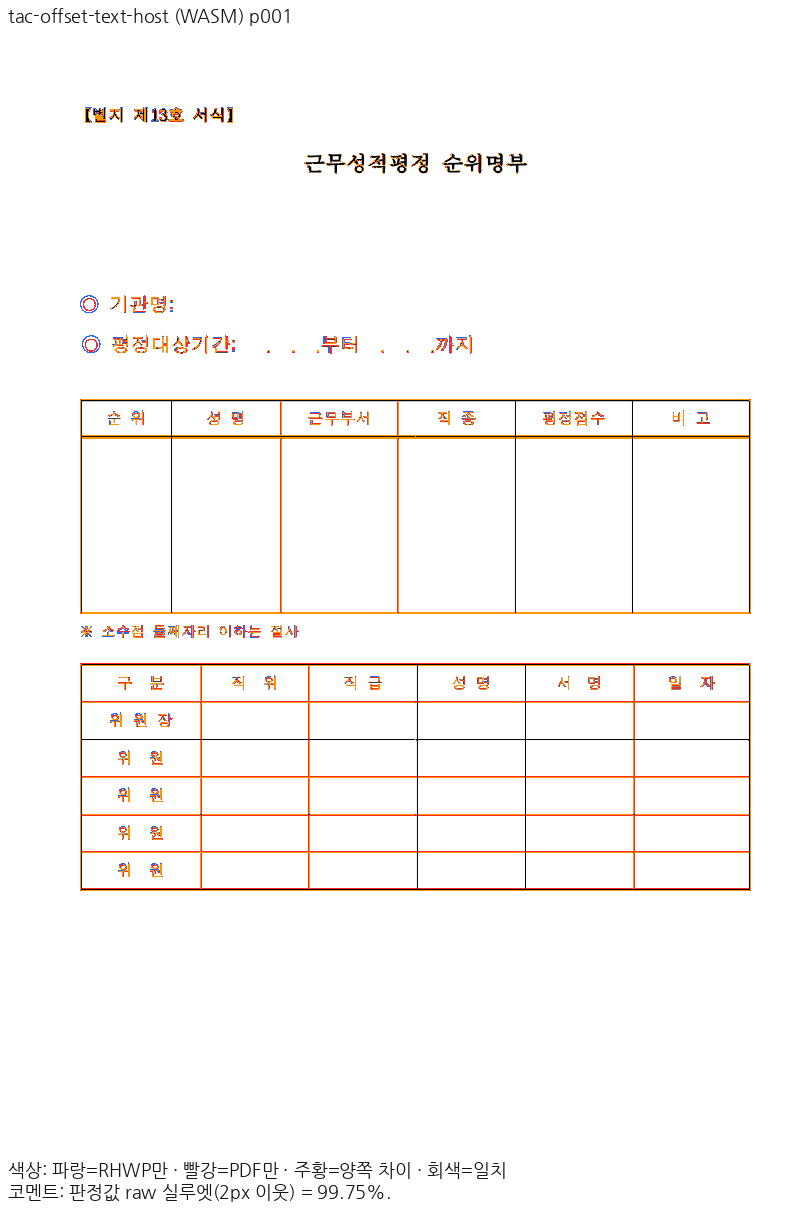 tac-offset-text-host (WASM) p001
【별지 제13호 서식】
근무성적평정 순위명부
◎ 기관명:
◎ 평정대상기간: . . .부터 . . .까지
순 위 성 명 근무부서 직 종 평정점수 비 고
※ 소수점 둘째자리 이하는 절사
구 분 직 위 직 급 성 명 서 명 일 자
위 원 장
위 원
위 원
위 원
위 원
색상: 파랑=RHWP만 · 빨강=PDF만 · 주황=양쪽 차이 · 회색=일치
코멘트: 판정값 raw 실루엣(2px 이웃) = 99.75%.